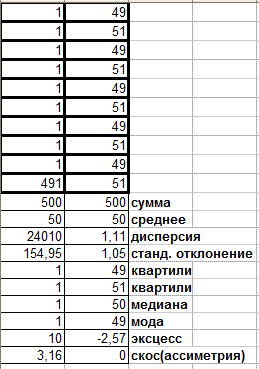 1 49
1 51
1 49
1 51
1 49
1 51
1 49
1 51
1 49
491 51
500 500 сумма
50 50 среднее
24010 1,11 дисперсия
154,95 1,05 станд. отклонение
1 49 квартили
1 51 квартили
1 50 медиана
1 49 мода
10 -2,57 эксцесс
3,16 0 скос(ассиметрия)